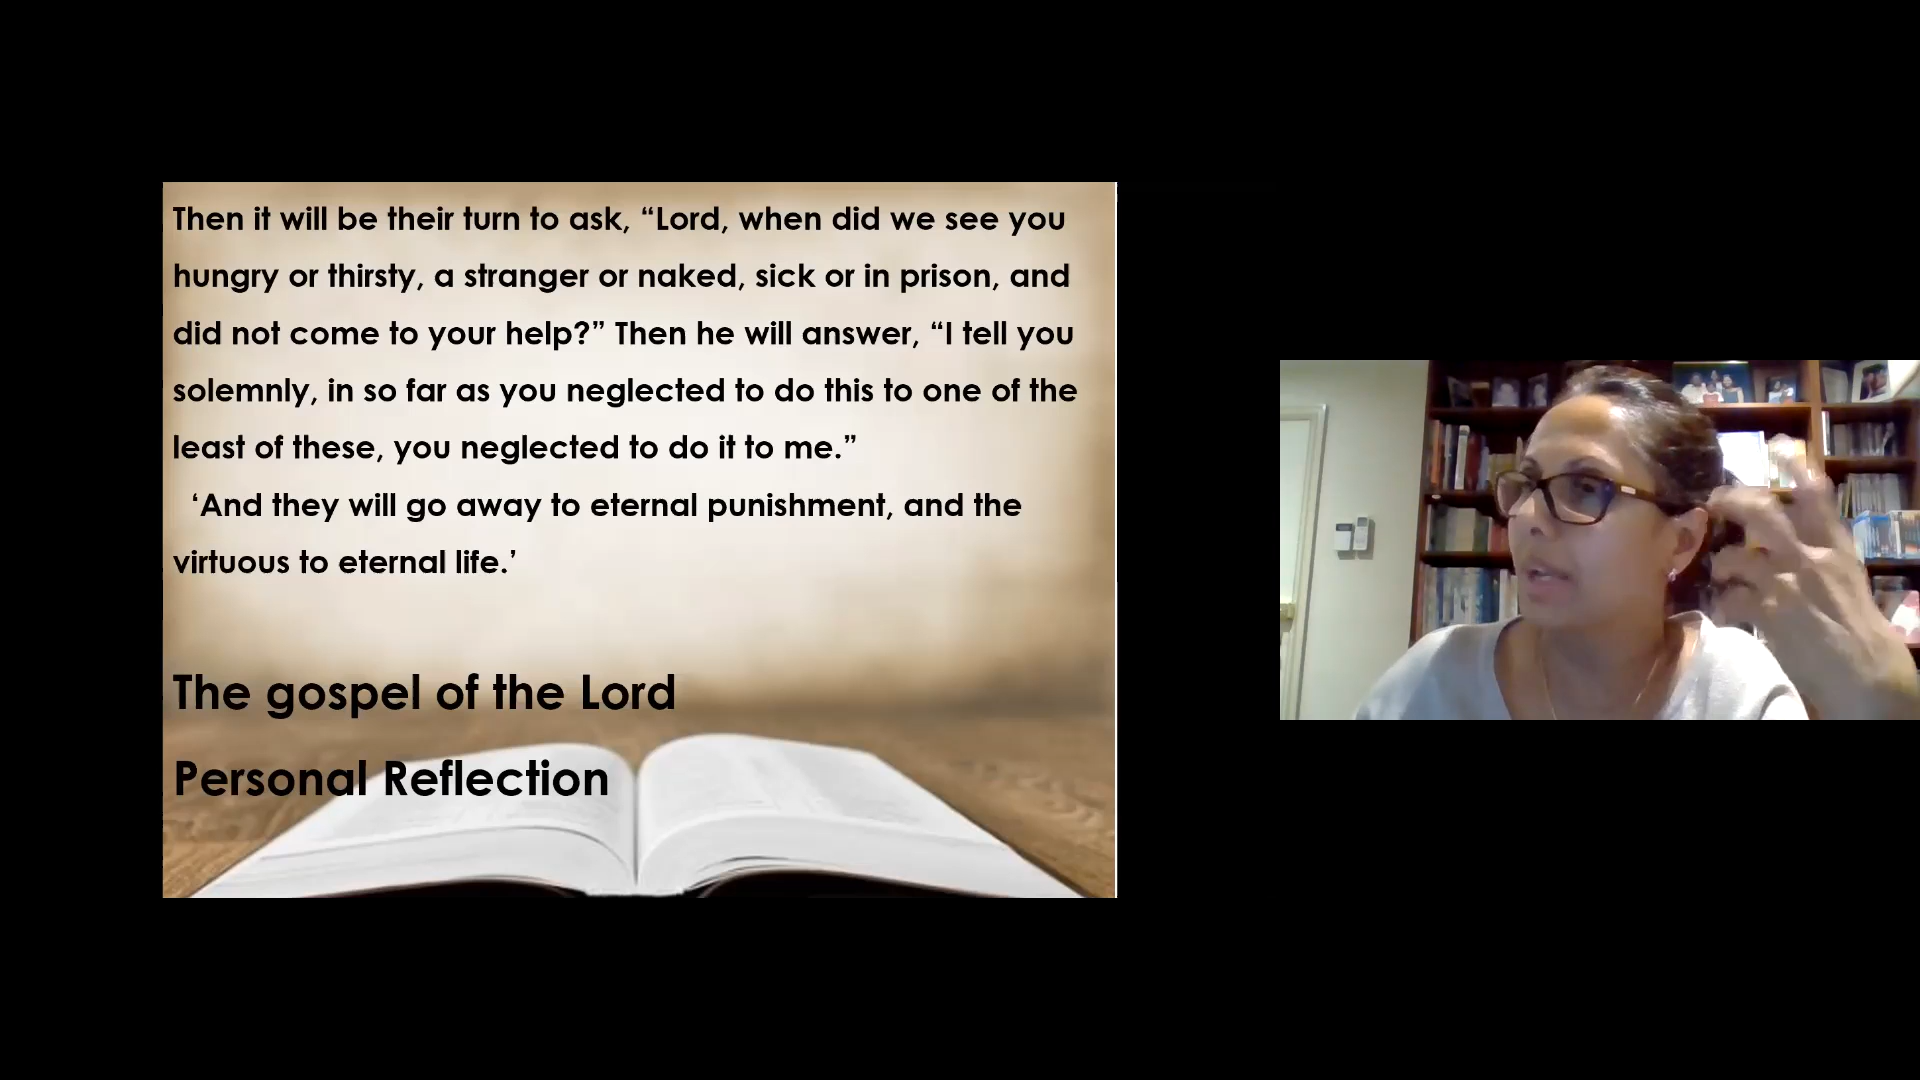 Then it will be their turn to ask, “Lord, when did we see you
hungry or thirsty, a stranger or naked, sick or in prison, and
did not come to your help?” Then he will answer, “I tell you
solemnly, in so far as you neglected to do this to one of the
least of these, you neglected to do it to me.”
‘And they will go away to eternal punishment, and the
virtuous to eternal life.’
The gospel of the Lord
Personal Reflection